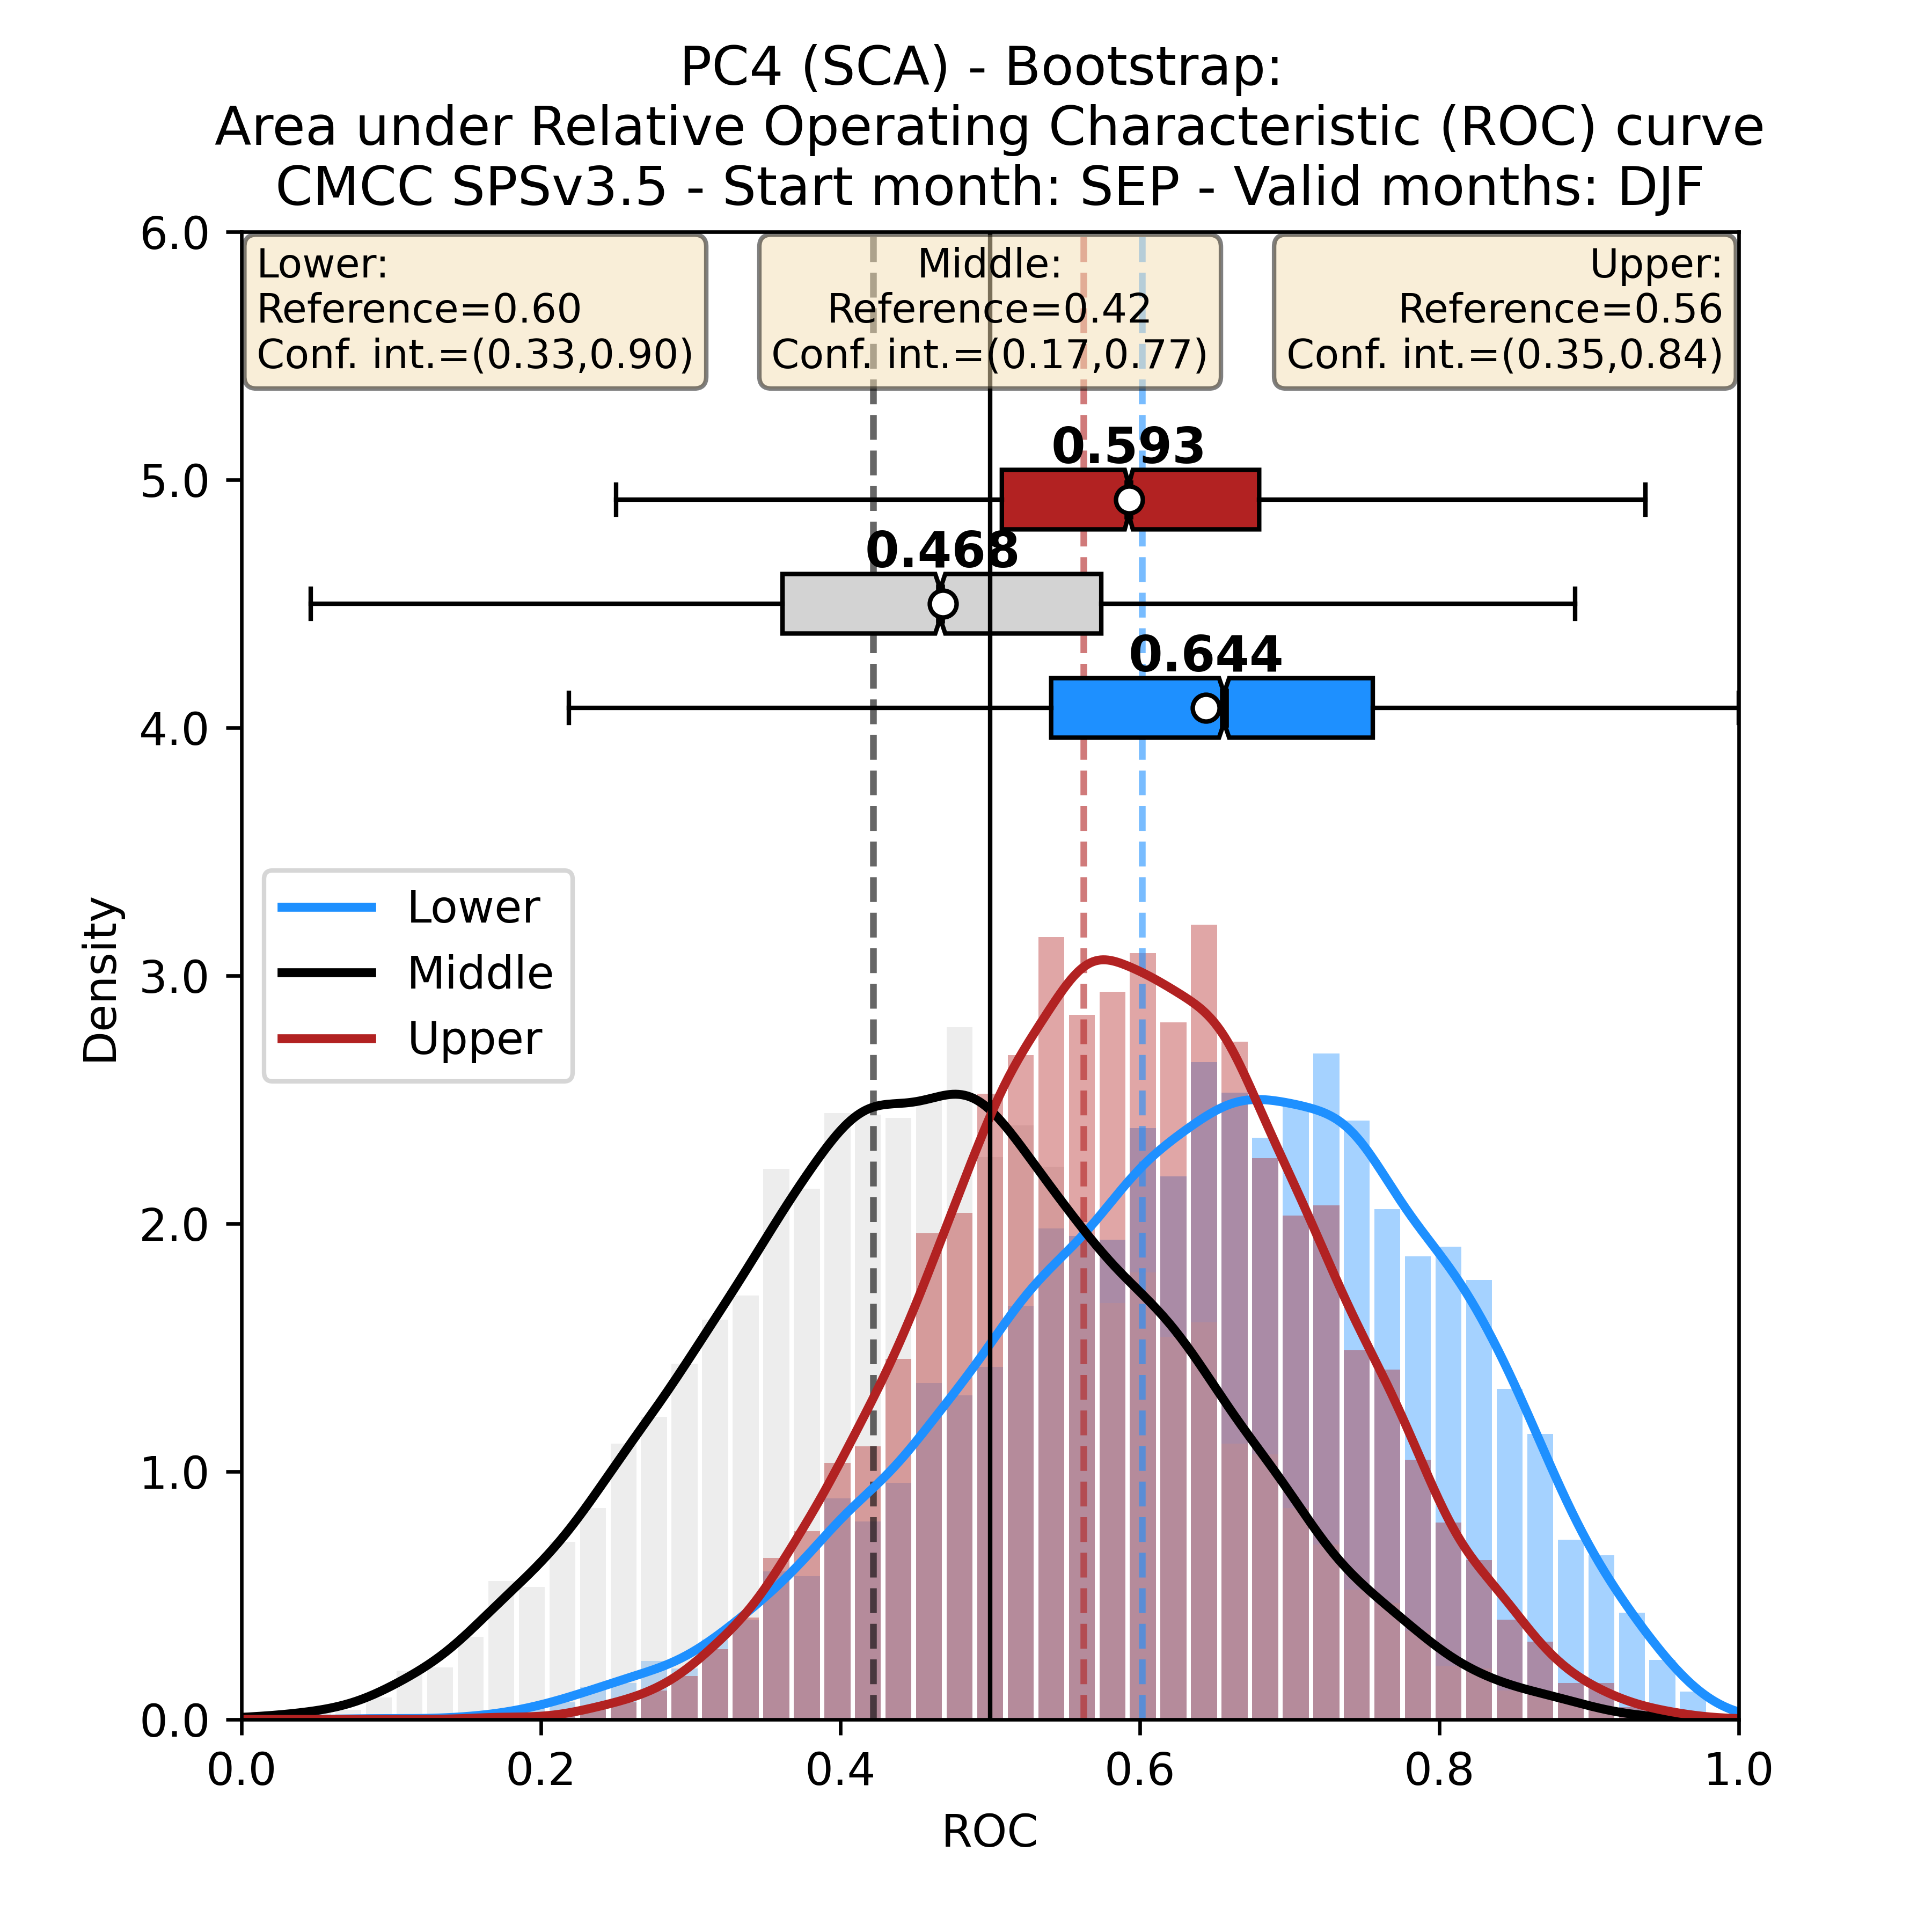 PC4 (SCA) - Bootstrap:
Area under Relative Operating Characteristic (ROC) curve
CMCC SPSv3.5 - Start month: SEP - Valid months: DJF
Lower:
Reference=0.60
Conf. int.=(0.33,0.90)
Middle:
Reference=0.42
Conf. int.=(0.17,0.77)
Upper:
Reference=0.56
Conf. int.=(0.35,0.84)
0.593
0.468
0.644
Lower
Middle
Upper
Density
6.0
5.0
4.0
3.0
2.0
1.0
0.0
0.0 0.2 0.4 0.6 0.8 1.0
ROC